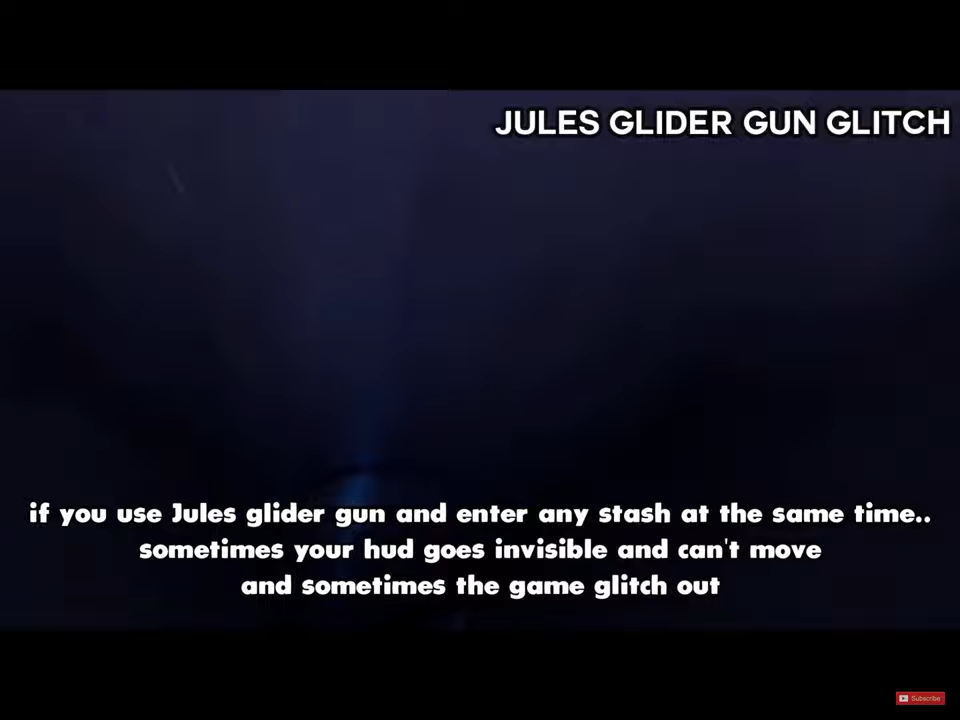 JULES GLIDER GUN GLITCH
if you use Jules glider gun and enter any stash at the same time..
sometimes your hud goes invisible and can't move
and sometimes the game glitch out
Subscribe